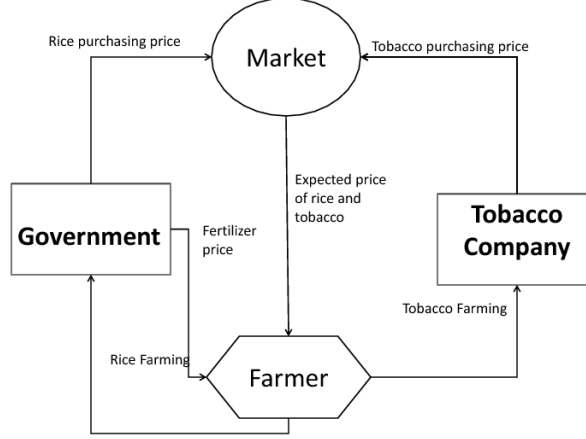 Rice purchasing price
Market
Tobacco purchasing price
Expected price
of rice and
tobacco
Government
Fertilizer
price
Tobacco
Company
Tobacco Farming
Rice Farming
Farmer